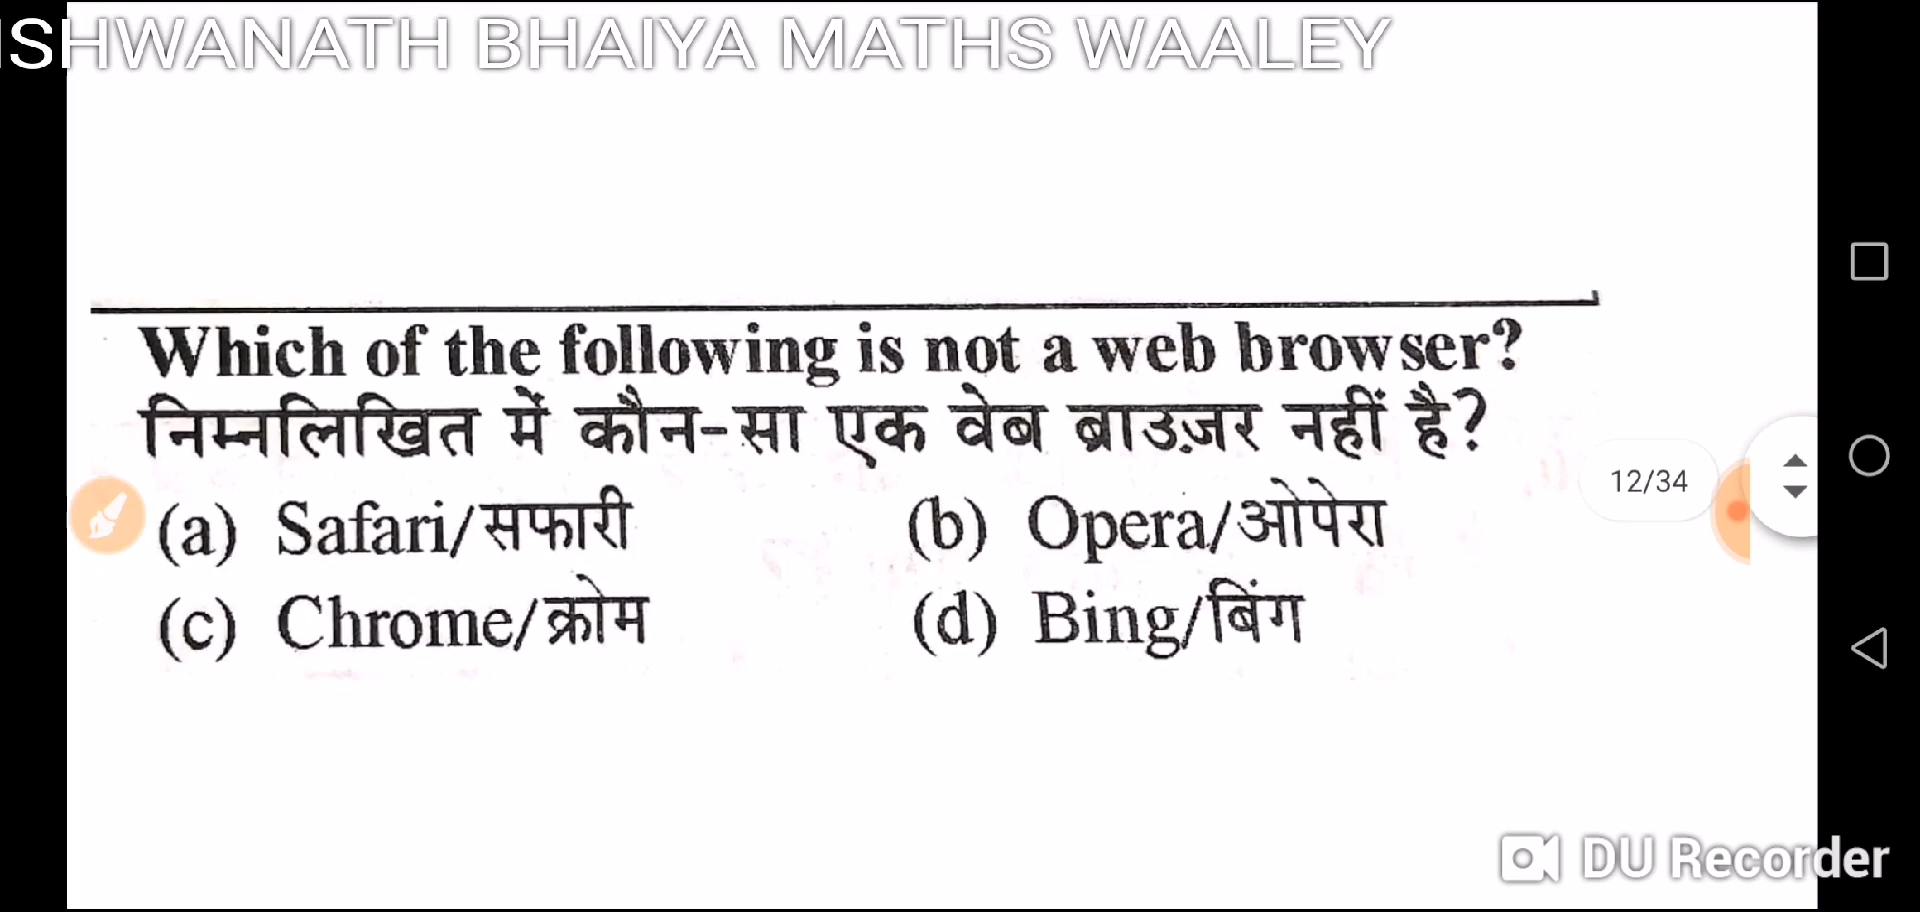 ISHWANATH BHAIYA MATHS WAALEY
Which of the following is not a web browser?
निम्नलिखित में कौन-सा एक वेब ब्राउज़र नहीं है?
(a) Safari/सफारी (b) Opera/ओपेरा
12/34
(c) Chrome/क्रोम (d) Bing/बिंग
DU Recorder